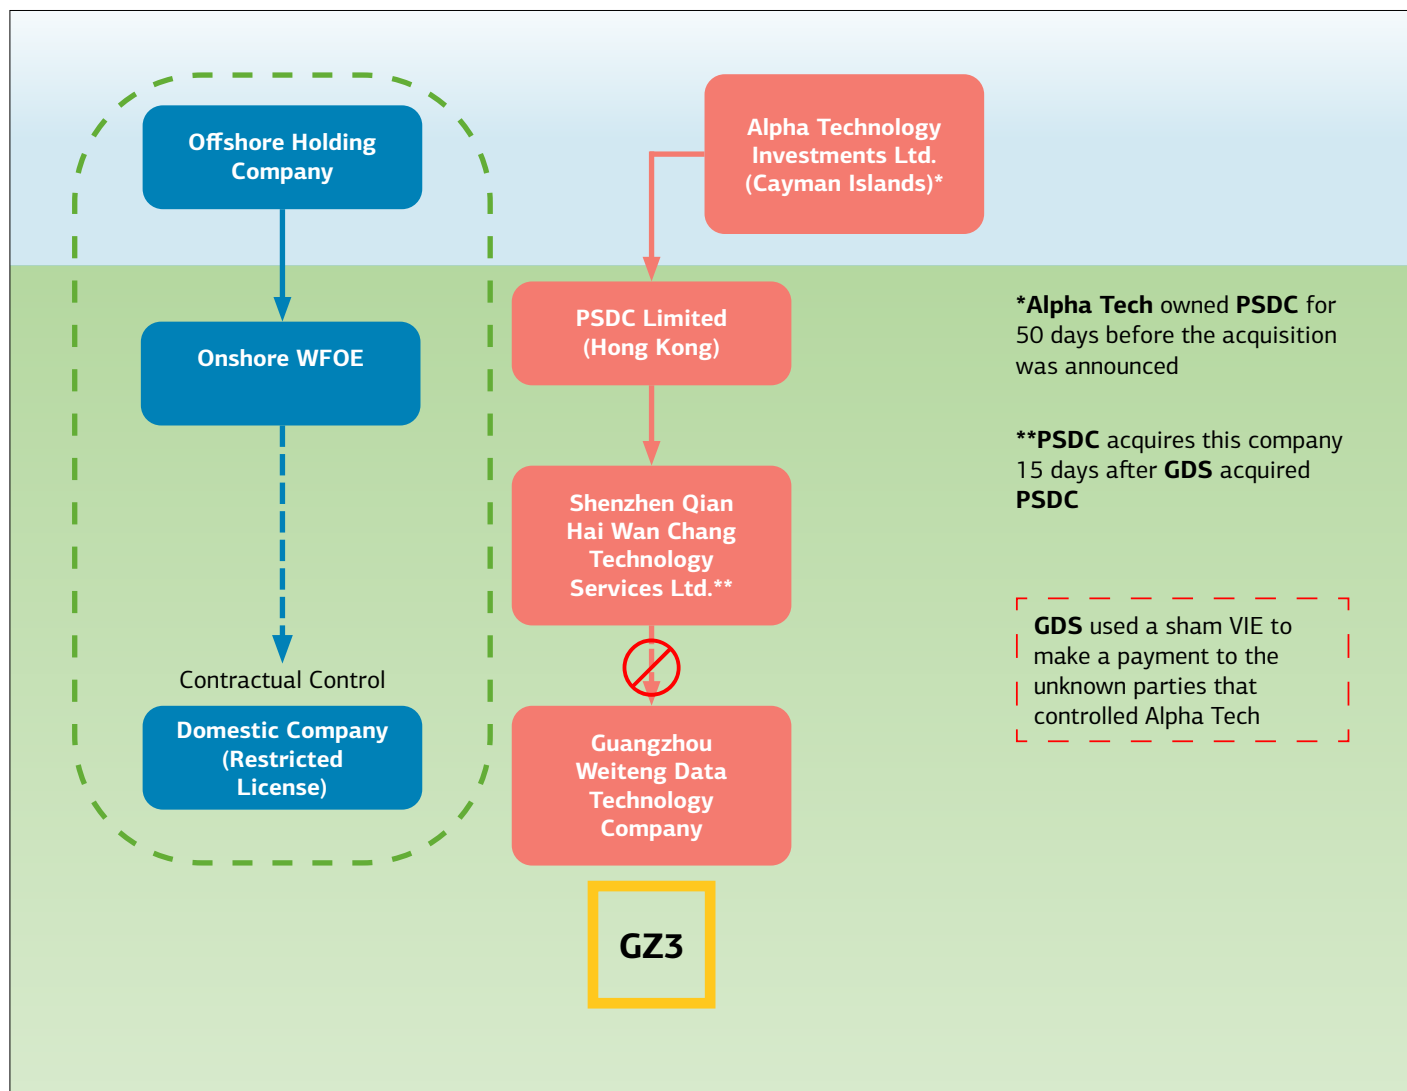 Offshore Holding
Company
Onshore WFOE
Contractual Control
Domestic Company
(Restricted
License)
Alpha Technology
Investments Ltd.
(Cayman Islands)*
PSDC Limited
(Hong Kong)
Shenzhen Qian
Hai Wan Chang
Technology
Services Ltd.**
Guangzhou
Weiteng Data
Technology
Company
GZ3
*Alpha Tech owned PSDC for
50 days before the acquisition
was announced
**PSDC acquires this company
15 days after GDS acquired
PSDC
GDS used a sham VIE to
make a payment to the
unknown parties that
controlled Alpha Tech